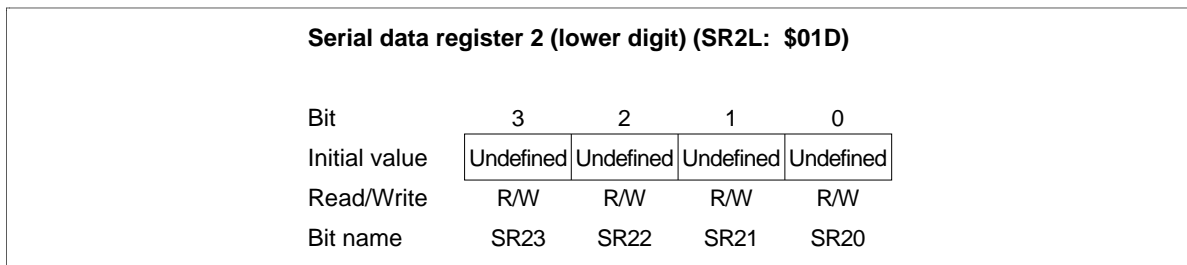 Serial data register 2 (lower digit) (SR2L: $01D)
Bit 3 2 1 0
Initial value Undefined Undefined Undefined Undefined
Read/Write R/W R/W R/W R/W
Bit name SR23 SR22 SR21 SR20